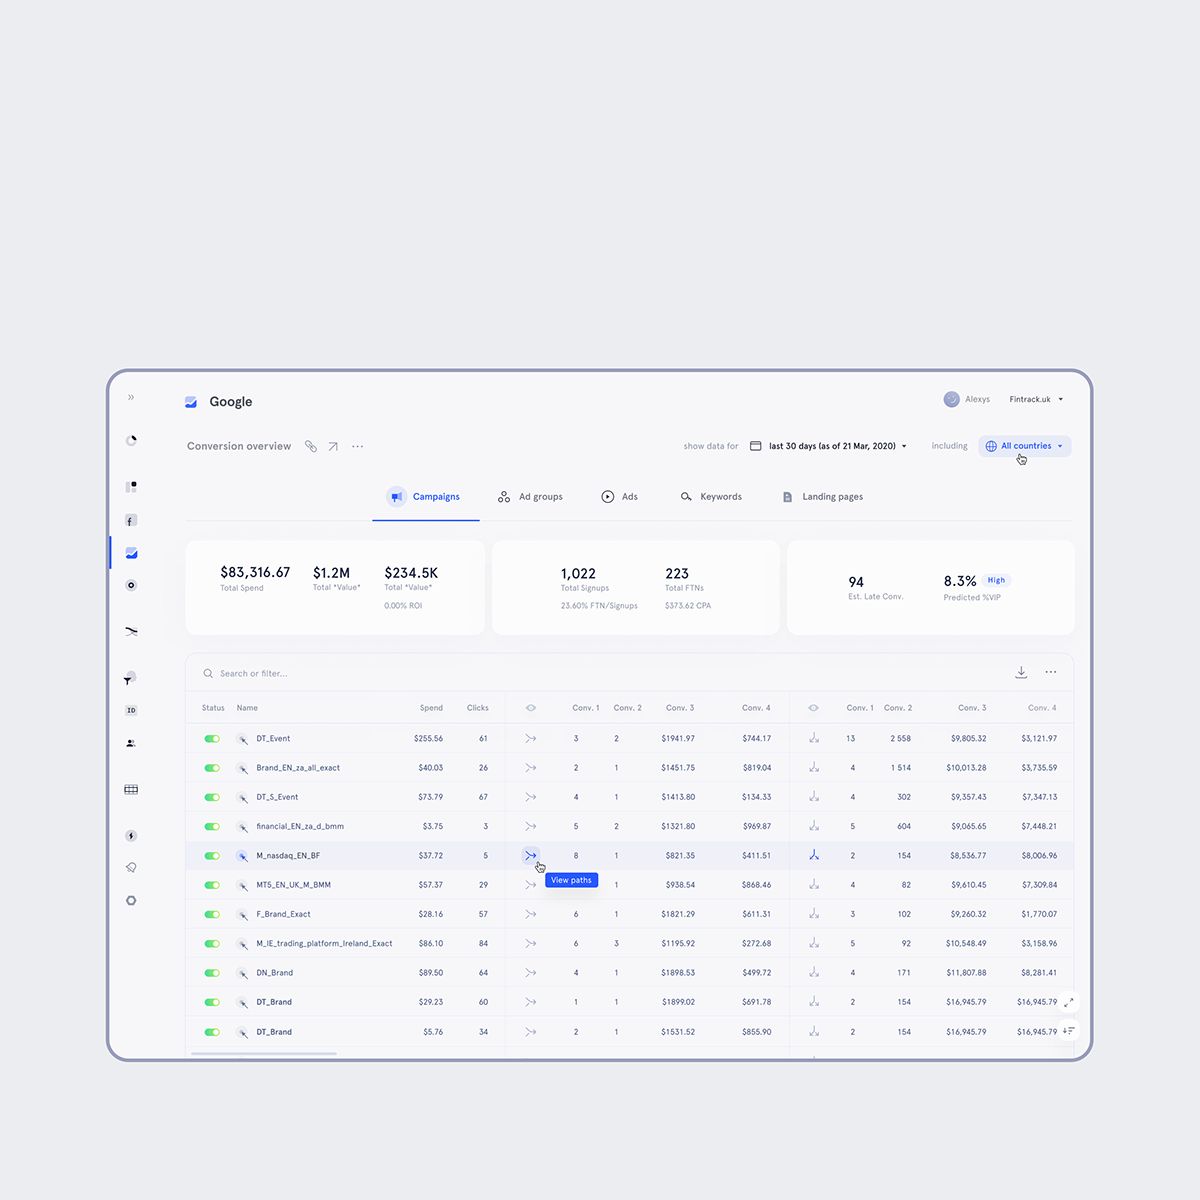 Google
Alexys Fintrack.uk
Conversion overview
show data for last 30 days (as of 21 Mar, 2020) including All countries
Campaigns Ad groups Ads Keywords Landing pages
$83,316.67 $1.2M $234.5K
Total Spend Total *Value* Total *Value*
0.00% ROI
1,022 223
Total Signups Total FTNs
23.60% FTN/Signups $373.62 CPA
94 8.3% High
Est. Late Conv. Predicted %VIP
Search or filter...
Status Name Spend Clicks Conv. 1 Conv. 2 Conv. 3 Conv. 4 Conv. 1 Conv. 2 Conv. 3 Conv. 4
DT_Event $255.56 61 3 2 $1941.97 $744.17 13 2 558 $9,805.32 $3,121.97
Brand_EN_za_all_exact $40.03 26 2 1 $1451.75 $819.04 4 1 514 $10,013.28 $3,735.59
DT_S_Event $73.79 67 4 1 $1413.80 $134.33 4 302 $9,357.43 $7,347.13
financial_EN_za_d_bmm $3.75 3 5 2 $1321.80 $969.87 5 604 $9,065.65 $7,448.21
M_nasdaq_EN_BF $37.72 5 8 1 $821.35 $411.51 2 154 $8,536.77 $8,006.96
View paths
MT5_EN_UK_M_BMM $57.37 29 1 $938.54 $868.46 4 82 $9,610.45 $7,309.84
F_Brand_Exact $28.16 57 6 1 $1821.29 $611.31 3 102 $9,260.32 $1,770.07
M_IE_trading_platform_Ireland_Exact $86.10 84 6 3 $1195.92 $272.68 5 92 $10,548.49 $3,158.96
DN_Brand $89.50 64 4 1 $1898.53 $499.72 4 171 $11,807.88 $8,281.41
DT_Brand $29.23 60 1 1 $1899.02 $691.78 2 154 $16,945.79 $16,945.79
DT_Brand $5.76 34 2 1 $1531.52 $855.90 2 154 $16,945.79 $16,945.79
f
ID